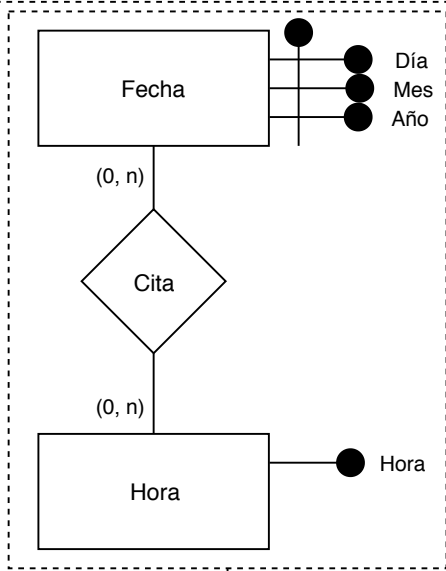 Día
Fecha
Mes
Año
(0, n)
Cita
(0, n)
Hora
Hora